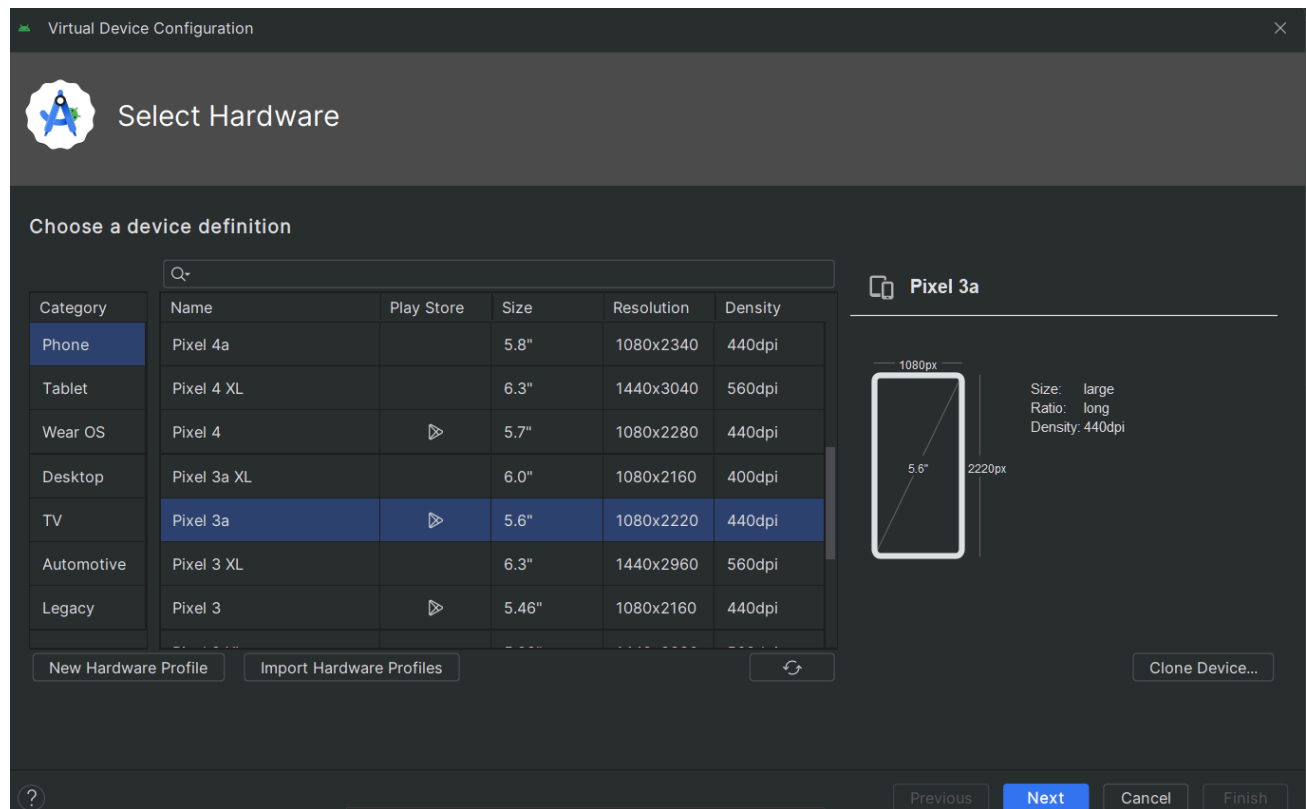 Virtual Device Configuration
Select Hardware
Choose a device definition
Category
Phone
Tablet
Wear OS
Desktop
TV
Automotive
Legacy
Name Play Store Size Resolution Density
Pixel 4a 5.8" 1080x2340 440dpi
Pixel 4 XL 6.3" 1440x3040 560dpi
Pixel 4 5.7" 1080x2280 440dpi
Pixel 3a XL 6.0" 1080x2160 400dpi
Pixel 3a 5.6" 1080x2220 440dpi
Pixel 3 XL 6.3" 1440x2960 560dpi
Pixel 3 5.46" 1080x2160 440dpi
New Hardware Profile Import Hardware Profiles
Pixel 3a
1080px
5.6"
2220px
Size: large
Ratio: long
Density: 440dpi
Clone Device...
? Previous Next Cancel Finish